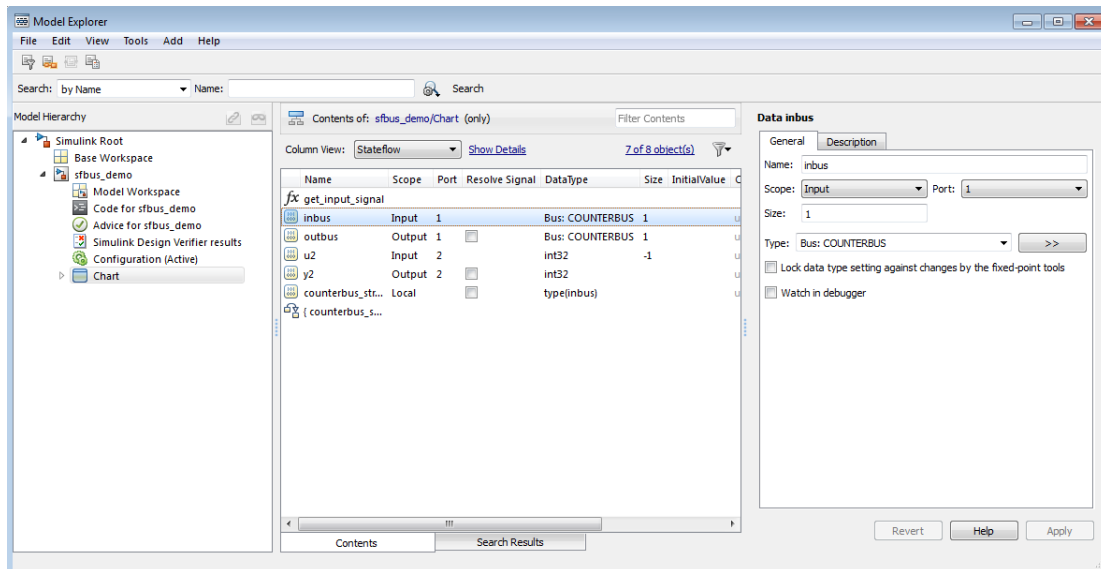 Model Explorer
File Edit View Tools Add Help
Search: by Name Name: Search
Model Hierarchy
Simulink Root
Base Workspace
sfbus_demo
Model Workspace
Code for sfbus_demo
Advice for sfbus_demo
Simulink Design Verifier results
Configuration (Active)
Chart
Contents of: sfbus_demo/Chart (only) Filter Contents
Column View: Stateflow Show Details 7 of 8 object(s)
Name Scope Port Resolve Signal DataType Size InitialValue C
fx get_input_signal
inbus Input 1 Bus: COUNTERBUS 1 u
outbus Output 1 Bus: COUNTERBUS 1 u
u2 Input 2 int32 -1 u
y2 Output 2 int32 u
counterbus_str... Local type(inbus) u
{ counterbus_s...
Contents Search Results
Data inbus
General Description
Name: inbus
Scope: Input Port: 1
Size: 1
Type: Bus: COUNTERBUS >>
Lock data type setting against changes by the fixed-point tools
Watch in debugger
Revert Help Apply